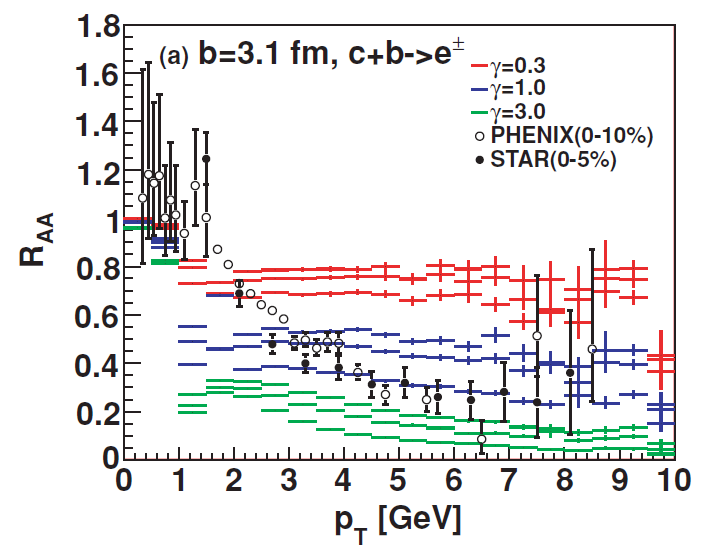 (a) b=3.1 fm, c+b->e±
γ=0.3
γ=1.0
γ=3.0
PHENIX(0-10%)
STAR(0-5%)
R_AA
1.8
1.6
1.4
1.2
1
0.8
0.6
0.4
0.2
0
0 1 2 3 4 5 6 7 8 9 10
p_T [GeV]